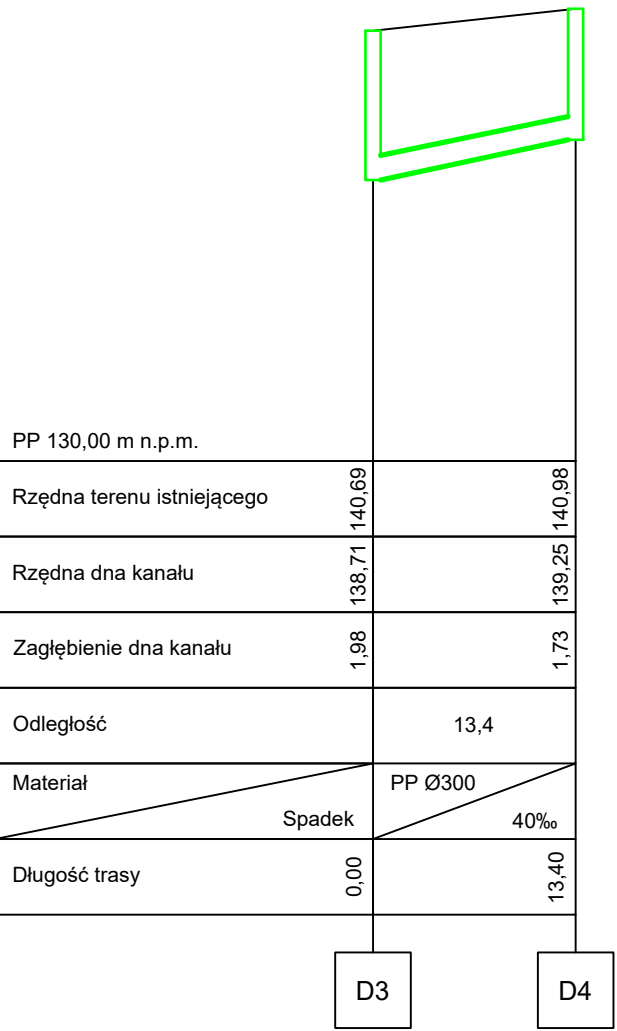 PP 130,00 m n.p.m.
Rzędna terenu istniejącego 140,69 140,98
Rzędna dna kanału 138,71 139,25
Zagłębienie dna kanału 1,98 1,73
Odległość 13,4
Materiał PP Ø300
Spadek 40‰
Długość trasy 0,00 13,40
D3 D4